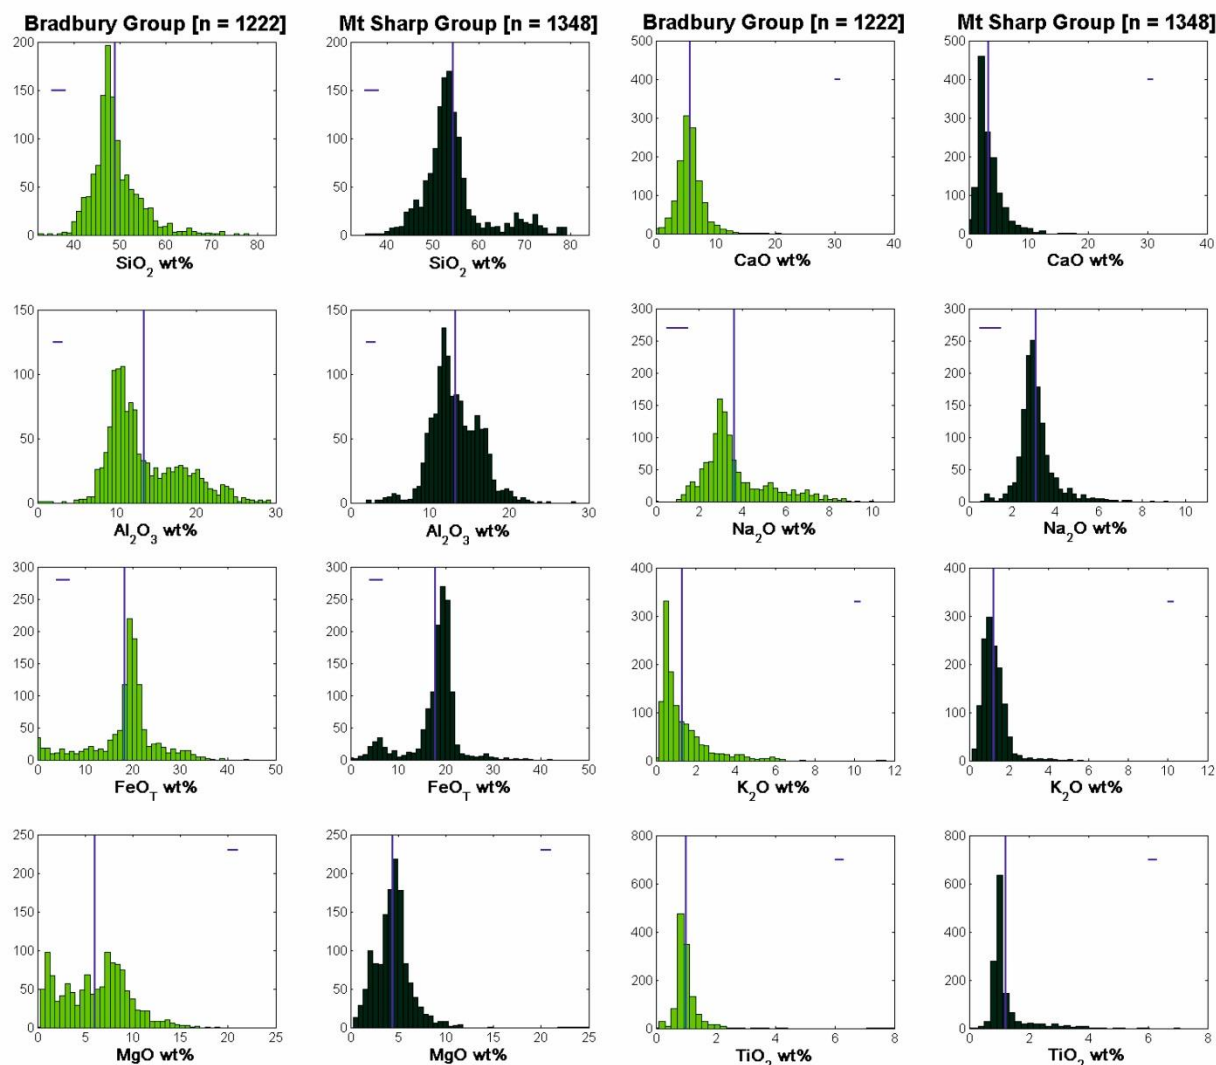 Bradbury Group [n = 1222]
Mt Sharp Group [n = 1348]
Bradbury Group [n = 1222]
Mt Sharp Group [n = 1348]
200
150
100
50
0
40 50 60 70 80
SiO2 wt%
200
150
100
50
0
40 50 60 70 80
SiO2 wt%
500
400
300
200
100
0
0 10 20 30 40
CaO wt%
500
400
300
200
100
0
0 10 20 30 40
CaO wt%
150
100
50
0
0 10 20 30
Al2O3 wt%
150
100
50
0
0 10 20 30
Al2O3 wt%
300
250
200
150
100
50
0
0 2 4 6 8 10
Na2O wt%
300
250
200
150
100
50
0
0 2 4 6 8 10
Na2O wt%
300
250
200
150
100
50
0
0 10 20 30 40 50
FeOT wt%
300
250
200
150
100
50
0
0 10 20 30 40 50
FeOT wt%
400
300
200
100
0
0 2 4 6 8 10 12
K2O wt%
400
300
200
100
0
0 2 4 6 8 10 12
K2O wt%
250
200
150
100
50
0
0 5 10 15 20 25
MgO wt%
250
200
150
100
50
0
0 5 10 15 20 25
MgO wt%
800
600
400
200
0
0 2 4 6 8
TiO2 wt%
800
600
400
200
0
0 2 4 6 8
TiO2 wt%